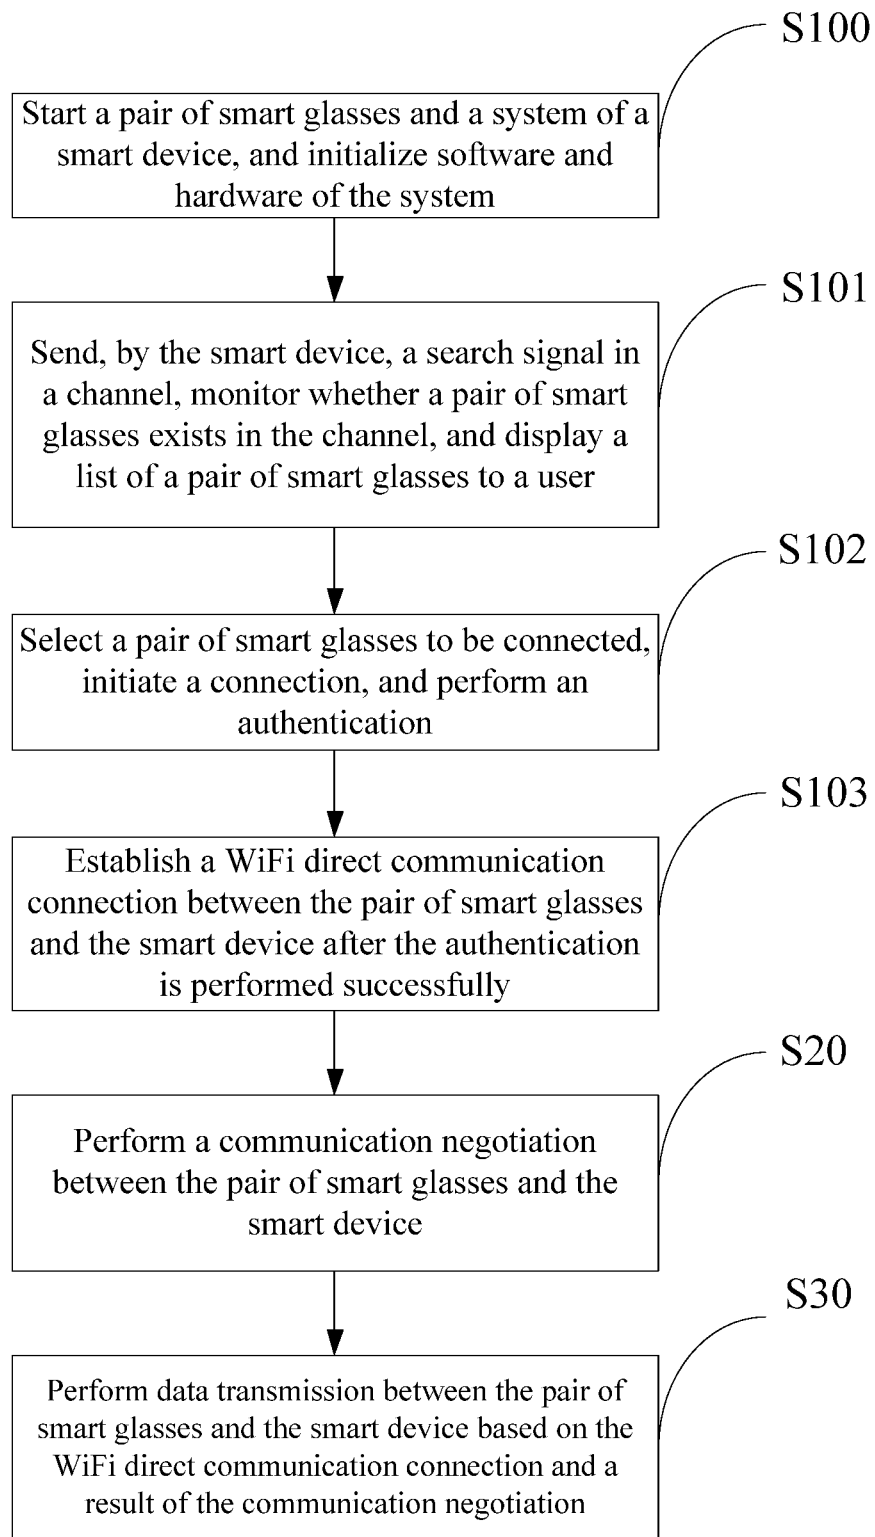 S100
Start a pair of smart glasses and a system of a
smart device, and initialize software and
hardware of the system
S101
Send, by the smart device, a search signal in
a channel, monitor whether a pair of smart
glasses exists in the channel, and display a
list of a pair of smart glasses to a user
S102
Select a pair of smart glasses to be connected,
initiate a connection, and perform an
authentication
S103
Establish a WiFi direct communication
connection between the pair of smart glasses
and the smart device after the authentication
is performed successfully
S20
Perform a communication negotiation
between the pair of smart glasses and the
smart device
S30
Perform data transmission between the pair of
smart glasses and the smart device based on the
WiFi direct communication connection and a
result of the communication negotiation